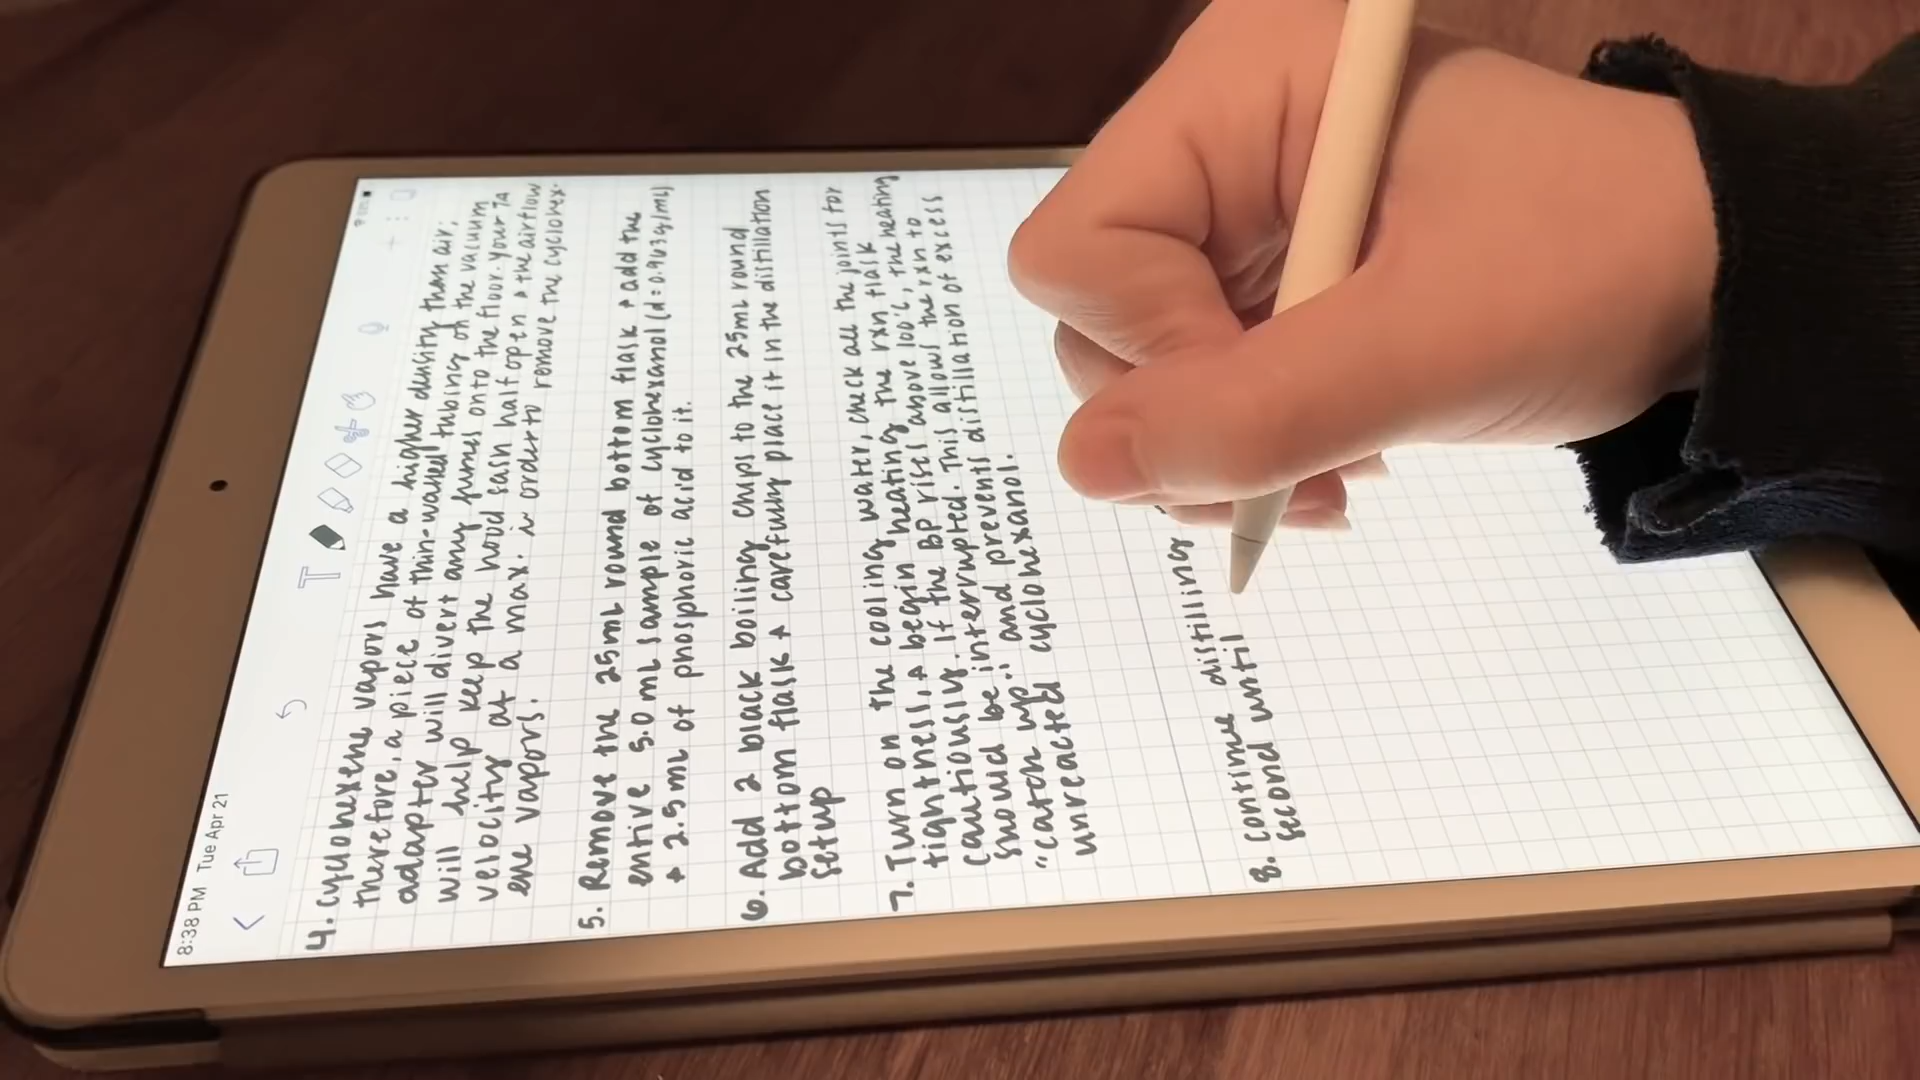 8:38 PM Tue Apr 21
T
4. Cyclohexene vapors have a higher density than air;
therefore, a piece of thin-walled tubing on the vacuum
adapter will divert any fumes onto the floor. your TA
will help keep the hood sash half open & the airflow
velocity at a max. in order to remove the cyclohex-
ene vapors.
5. Remove the 25mL round bottom flask & add the
entire 5.0 mL sample of cyclohexanol (d=0.963g/mL)
& 2.5 mL of phosphoric acid to it.
6. Add 2 black boiling chips to the 25mL round
bottom flask & carefully place it in the distillation
setup
7. Turn on the cooling water, check all the joints for
tightness, & begin heating the rxn flask
cautiously. If the BP rises above 100°C, the heating
should be interrupted. This allows the rxn to
"catch up" and prevents distillation of excess
unreacted cyclohexanol.
8. continue distilling
second until